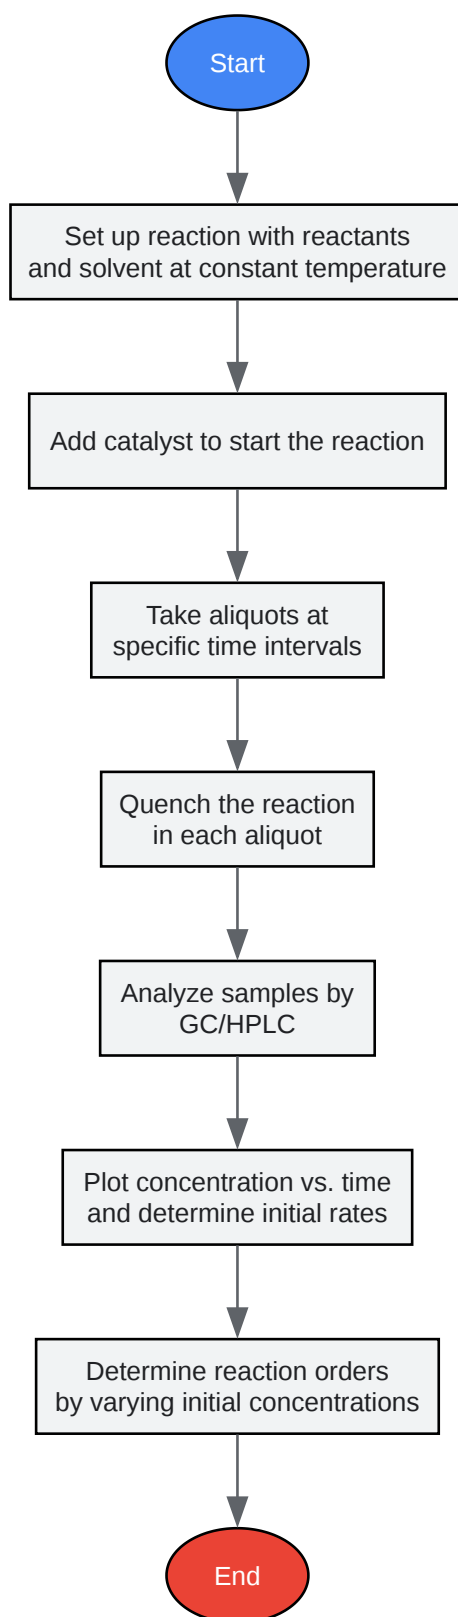 Start
Set up reaction with reactants
and solvent at constant temperature
Add catalyst to start the reaction
Take aliquots at
specific time intervals
Quench the reaction
in each aliquot
Analyze samples by
GC/HPLC
Plot concentration vs. time
and determine initial rates
Determine reaction orders
by varying initial concentrations
End